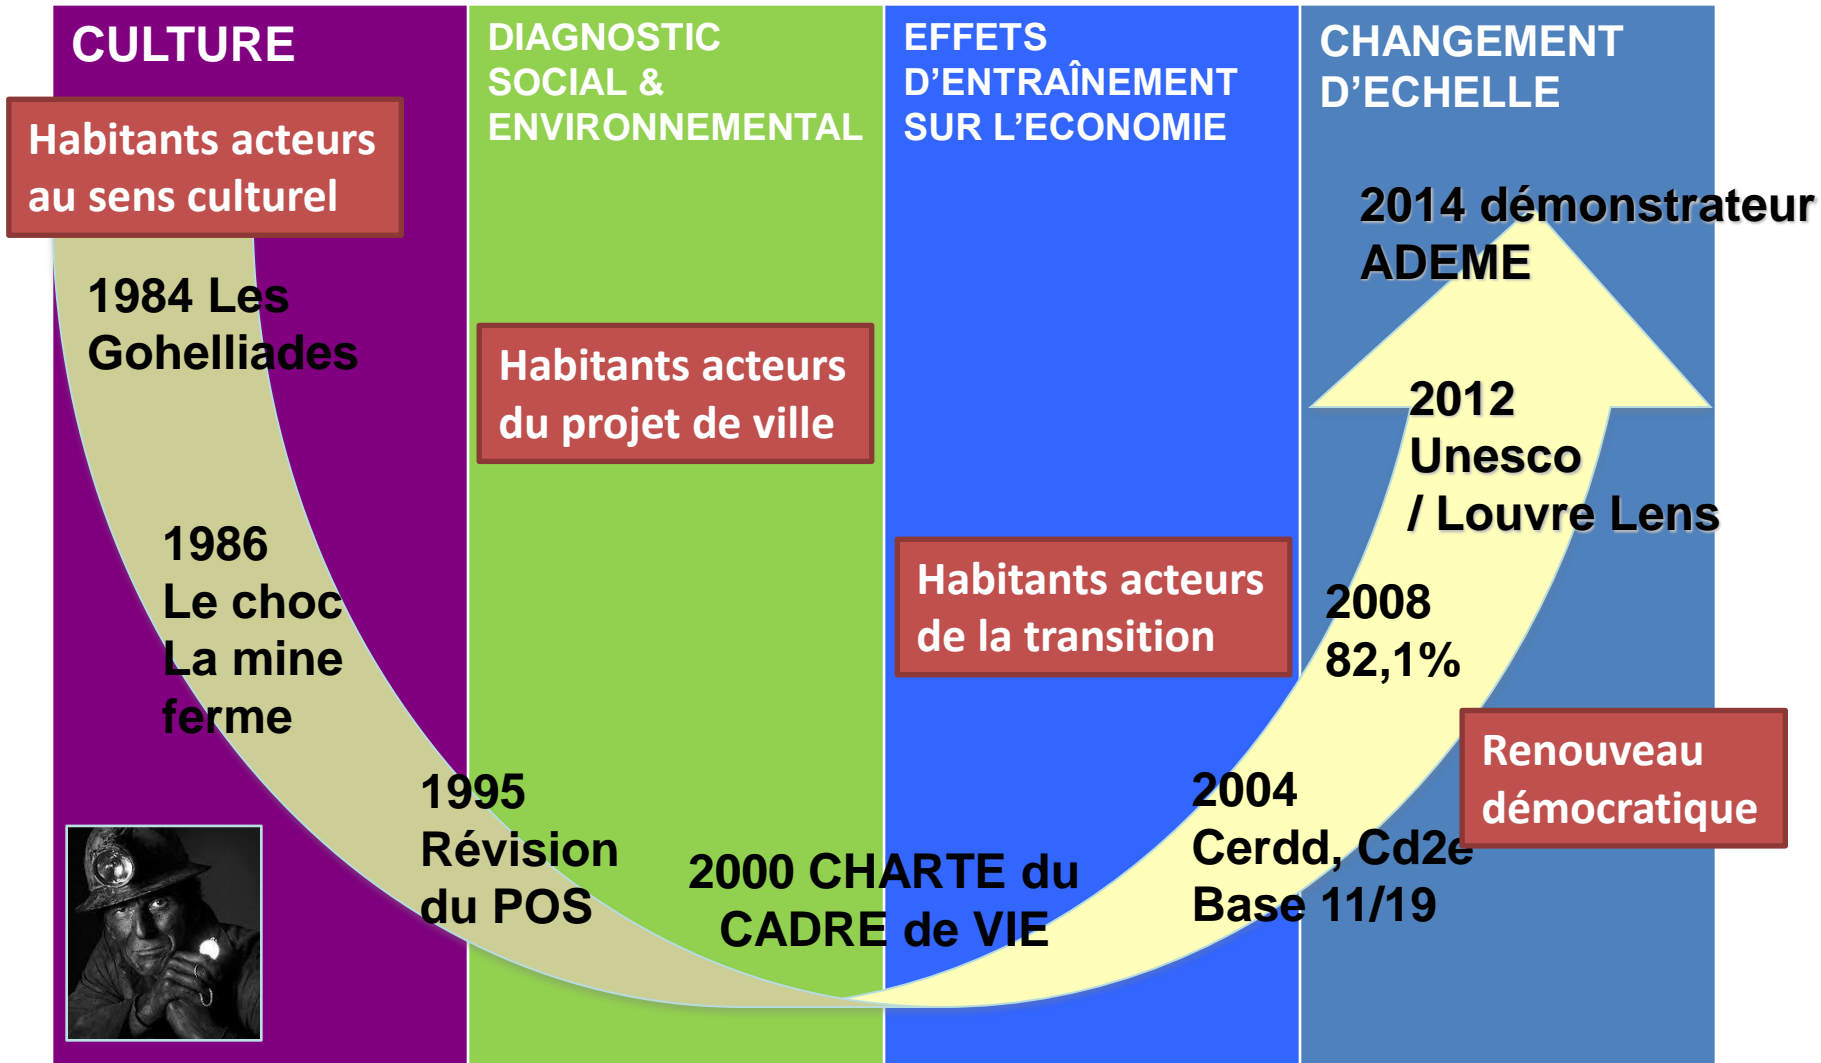 CULTURE
Habitants acteurs
au sens culturel
1984 Les
Gohelliades
1986
Le choc
La mine
ferme
DIAGNOSTIC
SOCIAL &
ENVIRONNEMENTAL
Habitants acteurs
du projet de ville
1995
Révision
du POS
2000 CHARTE du
CADRE de VIE
EFFETS
D’ENTRAÎNEMENT
SUR L’ECONOMIE
Habitants acteurs
de la transition
2004
Cerdd, Cd2e
Base 11/19
CHANGEMENT
D’ECHELLE
2014 démonstrateur
ADEME
2012
Unesco
/ Louvre Lens
2008
82,1%
Renouveau
démocratique